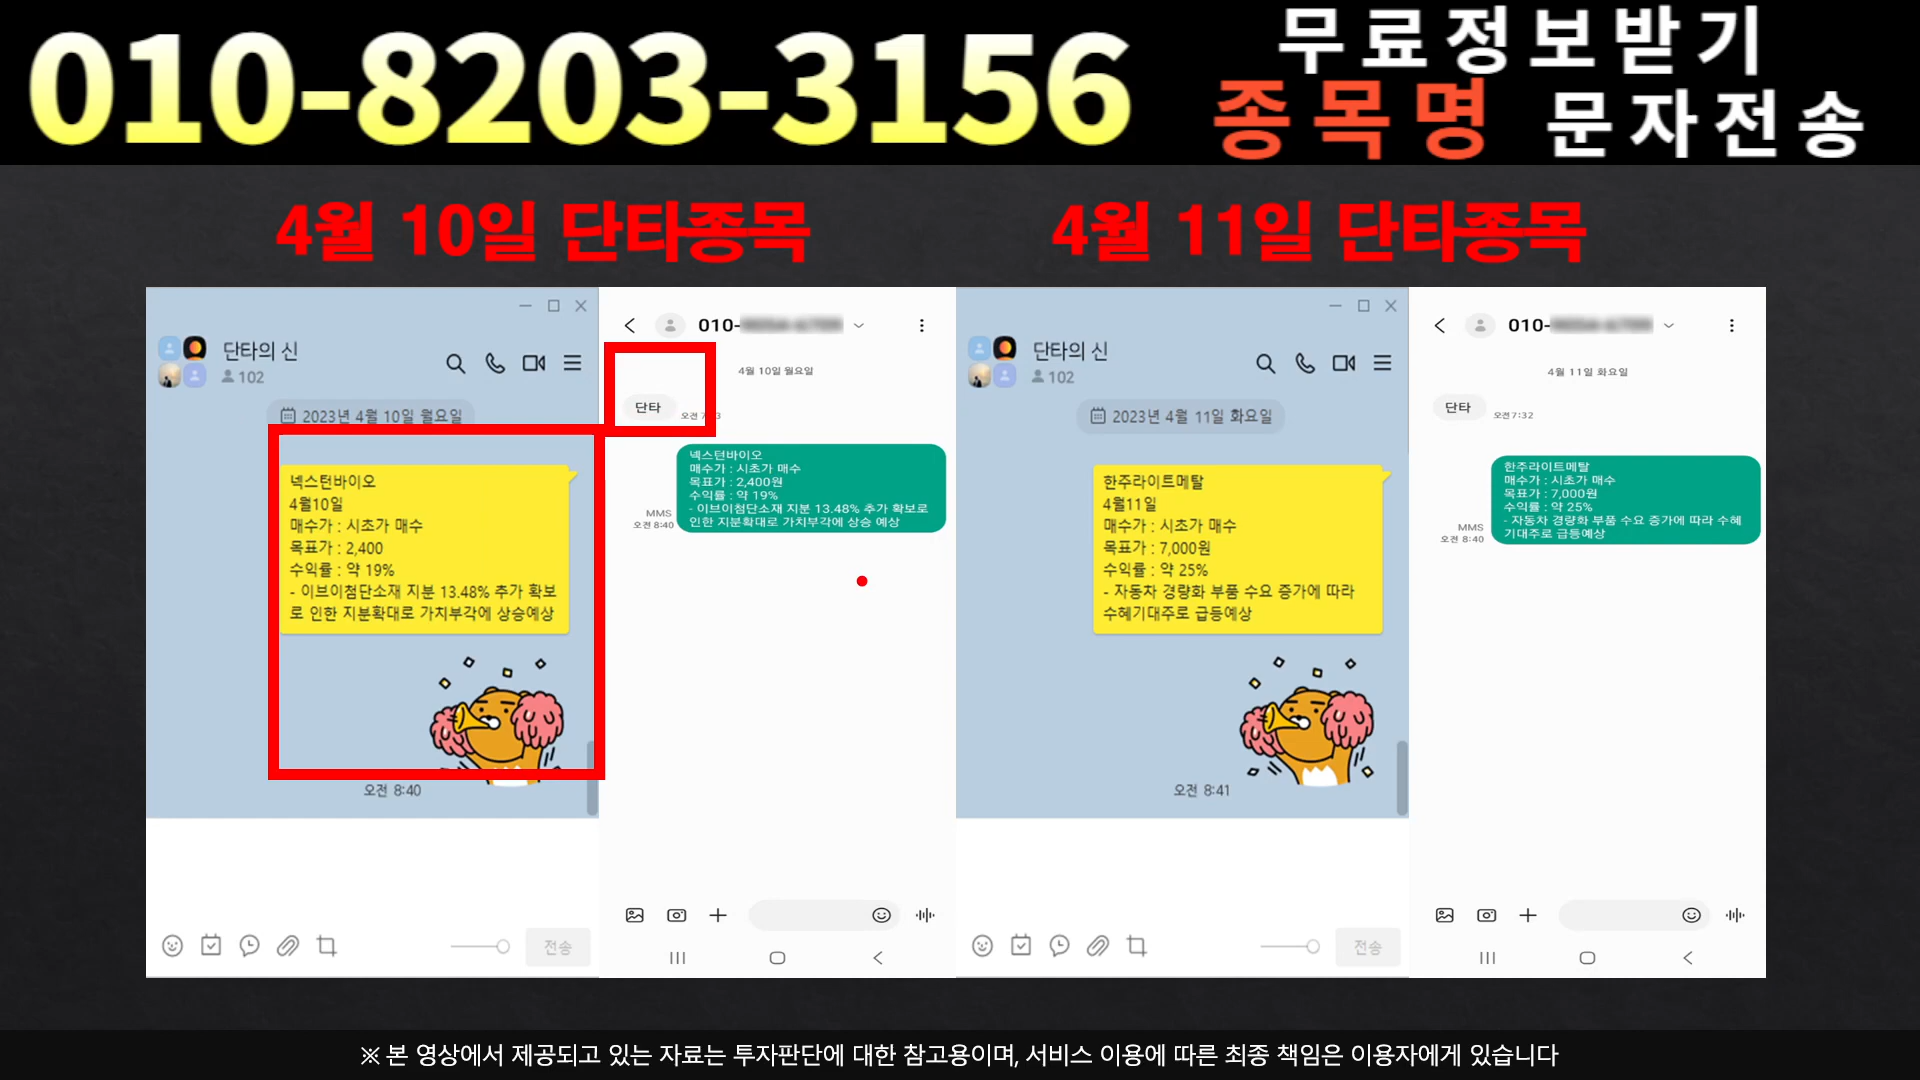 010-8203-3156
무료정보받기
종목명 문자전송
4월 10일 단타종목
4월 11일 단타종목
단타의 신
102
2023년 4월 10일 월요일
넥스턴바이오
4월10일
매수가 : 시초가 매수
목표가 : 2,400
수익률 : 약 19%
- 이브이첨단소재 지분 13.48% 추가 확보
로 인한 지분확대로 가치부각에 상승예상
오전 8:40
전송
010-
4월 10일 월요일
단타
오전
넥스턴바이오
매수가 : 시초가 매수
목표가 : 2,400원
수익률 : 약 19%
- 이브이첨단소재 지분 13.48% 추가 확보로
인한 지분확대로 가치부각에 상승 예상
MMS
오전 8:40
단타의 신
102
2023년 4월 11일 화요일
한주라이트메탈
4월11일
매수가 : 시초가 매수
목표가 : 7,000원
수익률 : 약 25%
- 자동차 경량화 부품 수요 증가에 따라
수혜기대주로 급등예상
오전 8:41
전송
010-
4월 11일 화요일
단타
오전 7:32
한주라이트메탈
매수가 : 시초가 매수
목표가 : 7,000원
수익률 : 약 25%
- 자동차 경량화 부품 수요 증가에 따라 수혜
기대주로 급등예상
MMS
오전 8:40
※ 본 영상에서 제공되고 있는 자료는 투자판단에 대한 참고용이며, 서비스 이용에 따른 최종 책임은 이용자에게 있습니다